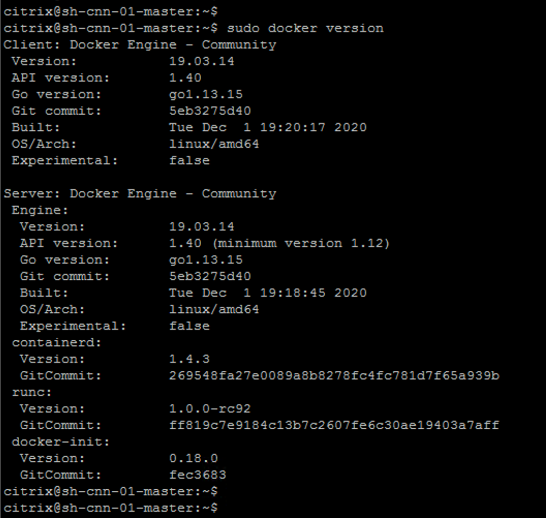 citrix@sh-cnn-01-master:~$
citrix@sh-cnn-01-master:~$ sudo docker version
Client: Docker Engine - Community
 Version:           19.03.14
 API version:       1.40
 Go version:        go1.13.15
 Git commit:        5eb3275d40
 Built:             Tue Dec  1 19:20:17 2020
 OS/Arch:           linux/amd64
 Experimental:      false

Server: Docker Engine - Community
 Engine:
  Version:          19.03.14
  API version:      1.40 (minimum version 1.12)
  Go version:       go1.13.15
  Git commit:       5eb3275d40
  Built:            Tue Dec  1 19:18:45 2020
  OS/Arch:          linux/amd64
  Experimental:     false
 containerd:
  Version:          1.4.3
  GitCommit:        269548fa27e0089a8b8278fc4fc781d7f65a939b
 runc:
  Version:          1.0.0-rc92
  GitCommit:        ff819c7e9184c13b7c2607fe6c30ae19403a7aff
 docker-init:
  Version:          0.18.0
  GitCommit:        fec3683
citrix@sh-cnn-01-master:~$
citrix@sh-cnn-01-master:~$